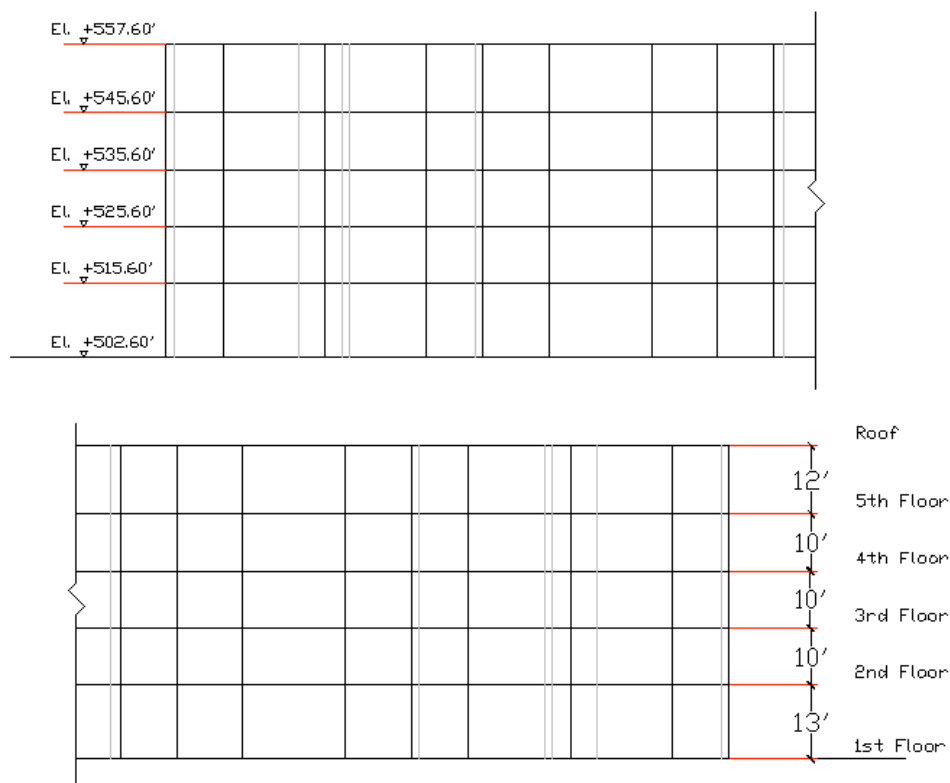 El. +557.60'
El. +545.60'
El. +535.60'
El. +525.60'
El. +515.60'
El. +502.60'
Roof
12'
5th Floor
10'
4th Floor
10'
3rd Floor
10'
2nd Floor
13'
1st Floor